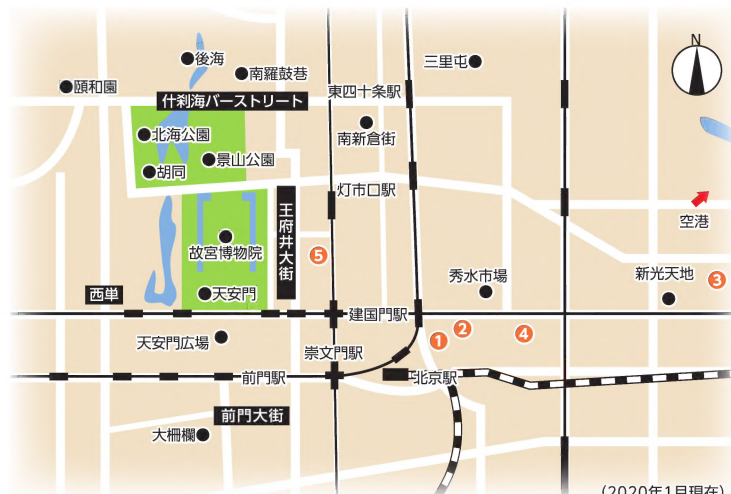 後海
南羅鼓巷
三里屯
頤和園
什刹海バーストリート
東四十条駅
北海公園
南新倉街
景山公園
胡同
灯市口駅
王府井大街
空港
故宮博物院
5
秀水市場
新光天地
3
西単
天安門
建国門駅
天安門広場
1
2
4
崇文門駅
前門駅
北京駅
前門大街
大柵欄
(2020年1月現在)